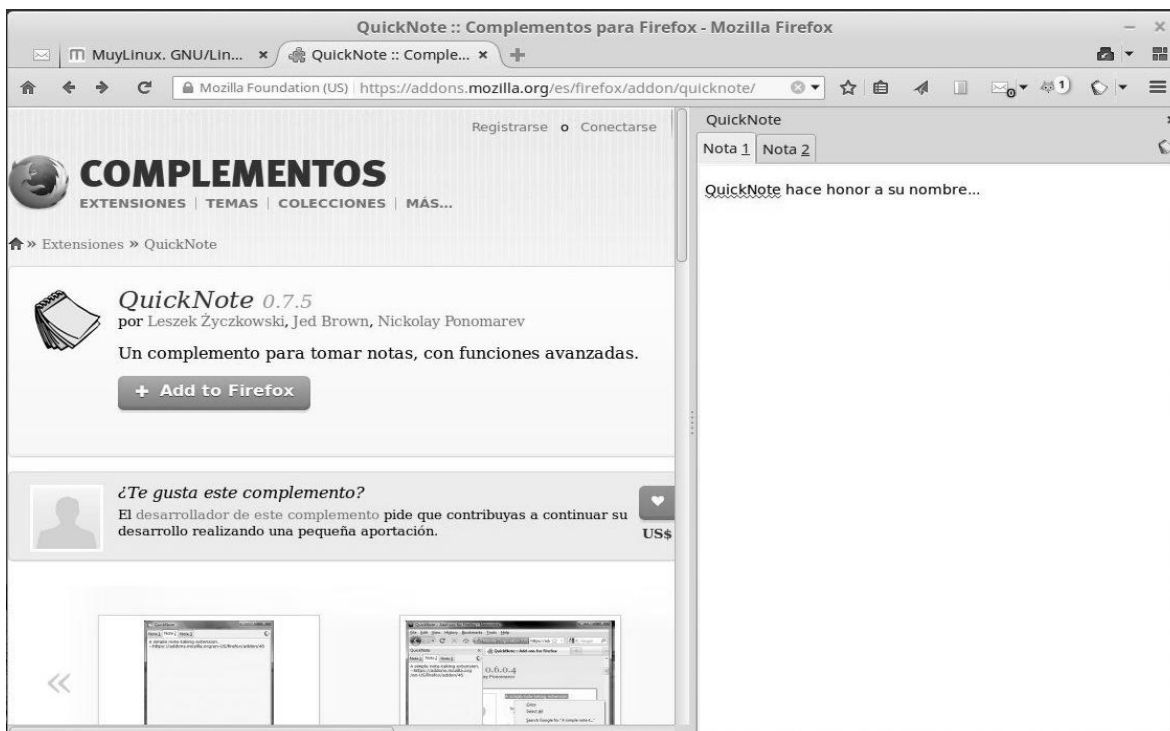 QuickNote :: Complementos para Firefox - Mozilla Firefox
MuyLinux. GNU/Lin...
QuickNote :: Comple...
Mozilla Foundation (US) https://addons.mozilla.org/es/firefox/addon/quicknote/
1
Registrarse o Conectarse
COMPLEMENTOS
EXTENSIONES | TEMAS | COLECCIONES | MÁS...
» Extensiones » QuickNote
QuickNote 0.7.5
por Leszek Życzkowski, Jed Brown, Nickolay Ponomarev
Un complemento para tomar notas, con funciones avanzadas.
+ Add to Firefox
¿Te gusta este complemento?
El desarrollador de este complemento pide que contribuyas a continuar su
desarrollo realizando una pequeña aportación.
US$
QuickNote
Nota 1 Nota 2
QuickNote hace honor a su nombre...